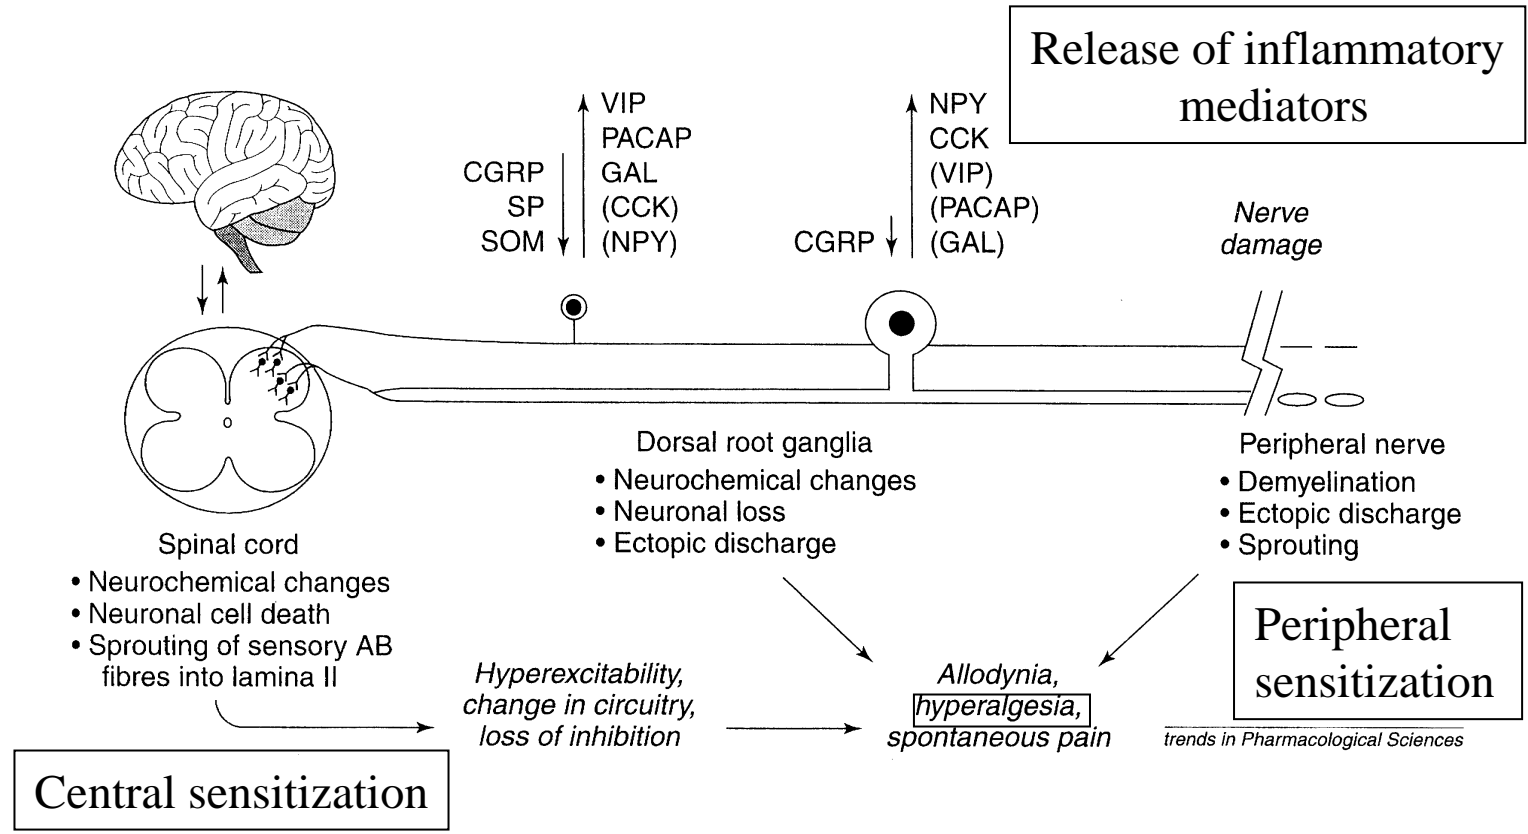 Release of inflammatory
mediators
VIP
PACAP
GAL
(CCK)
(NPY)
CGRP
SP
SOM
NPY
CCK
(VIP)
(PACAP)
(GAL)
CGRP
Nerve
damage
Dorsal root ganglia
• Neurochemical changes
• Neuronal loss
• Ectopic discharge
Peripheral nerve
• Demyelination
• Ectopic discharge
• Sprouting
Spinal cord
• Neurochemical changes
• Neuronal cell death
• Sprouting of sensory AB
fibres into lamina II
Hyperexcitability,
change in circuitry,
loss of inhibition
Allodynia,
hyperalgesia,
spontaneous pain
Peripheral
sensitization
trends in Pharmacological Sciences
Central sensitization